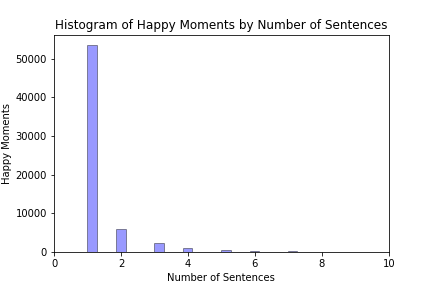 Histogram of Happy Moments by Number of Sentences
Happy Moments
50000
40000
30000
20000
10000
0
0 2 4 6 8 10
Number of Sentences